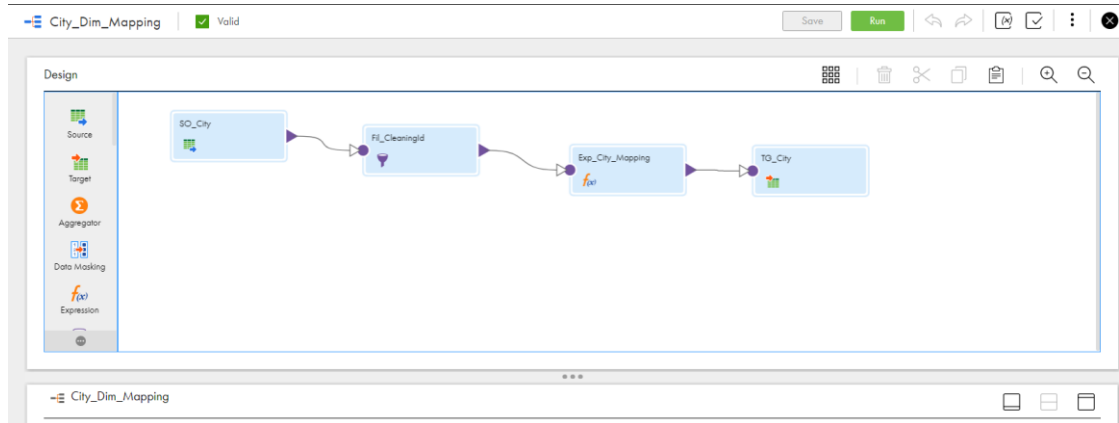 City_Dim_Mapping
Valid
Save
Run
Design
Source
Target
Aggregator
Data Masking
Expression
SO_City
Fil_CleaningId
Exp_City_Mapping
f(x)
TG_City
f(x)
City_Dim_Mapping